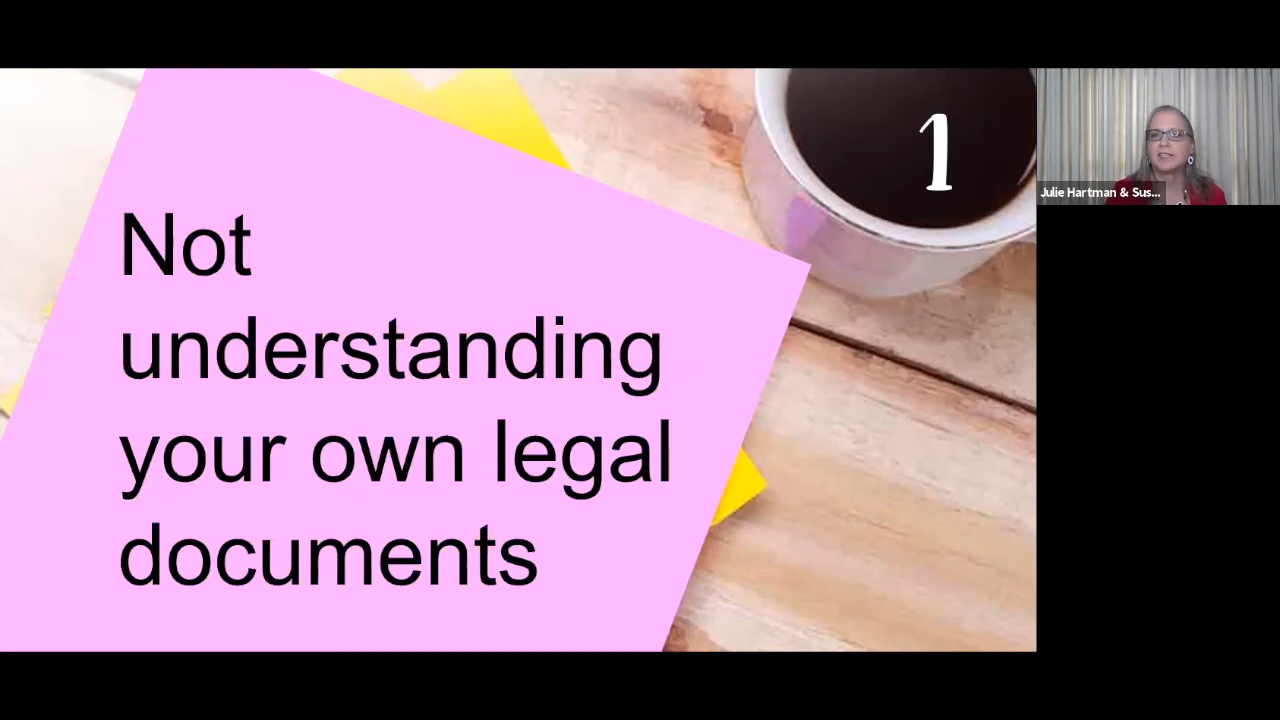 1
Not
understanding
your own legal
documents
Julie Hartman & Sus...